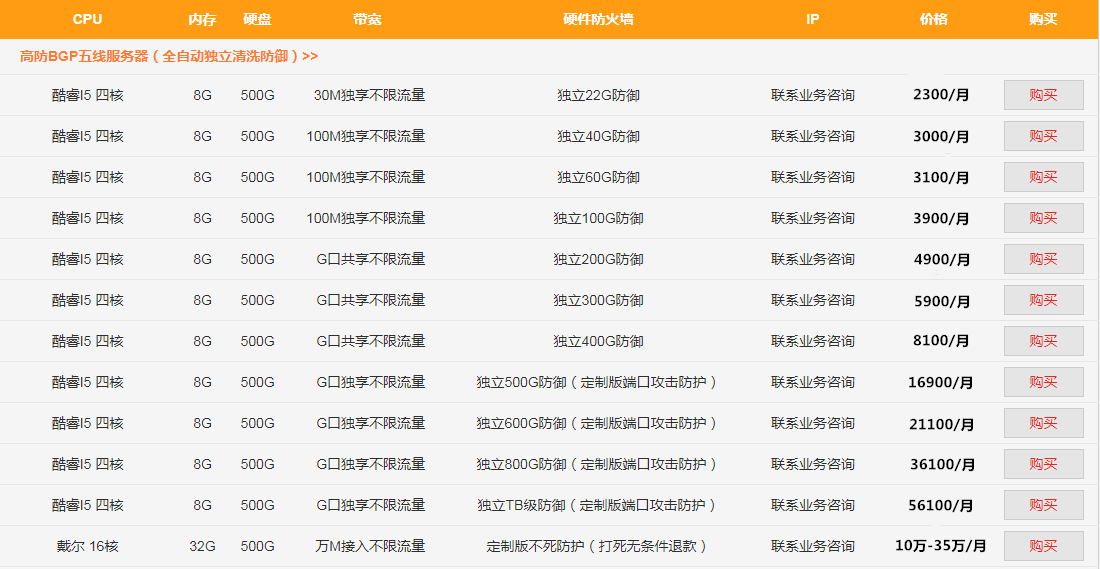 CPU 内存 硬盘 带宽 硬件防火墙 IP 价格 购买
高防BGP五线服务器（全自动独立清洗防御）>>
酷睿I5 四核 8G 500G 30M独享不限流量 独立22G防御 联系业务咨询 2300/月 购买
酷睿I5 四核 8G 500G 100M独享不限流量 独立40G防御 联系业务咨询 3000/月 购买
酷睿I5 四核 8G 500G 100M独享不限流量 独立60G防御 联系业务咨询 3100/月 购买
酷睿I5 四核 8G 500G 100M独享不限流量 独立100G防御 联系业务咨询 3900/月 购买
酷睿I5 四核 8G 500G G口共享不限流量 独立200G防御 联系业务咨询 4900/月 购买
酷睿I5 四核 8G 500G G口共享不限流量 独立300G防御 联系业务咨询 5900/月 购买
酷睿I5 四核 8G 500G G口共享不限流量 独立400G防御 联系业务咨询 8100/月 购买
酷睿I5 四核 8G 500G G口独享不限流量 独立500G防御（定制版端口攻击防护） 联系业务咨询 16900/月 购买
酷睿I5 四核 8G 500G G口独享不限流量 独立600G防御（定制版端口攻击防护） 联系业务咨询 21100/月 购买
酷睿I5 四核 8G 500G G口独享不限流量 独立800G防御（定制版端口攻击防护） 联系业务咨询 36100/月 购买
酷睿I5 四核 8G 500G G口独享不限流量 独立TB级防御（定制版端口攻击防护） 联系业务咨询 56100/月 购买
戴尔 16核 32G 500G 万M接入不限流量 定制版不死防护（打死无条件退款） 联系业务咨询 10万-35万/月 购买